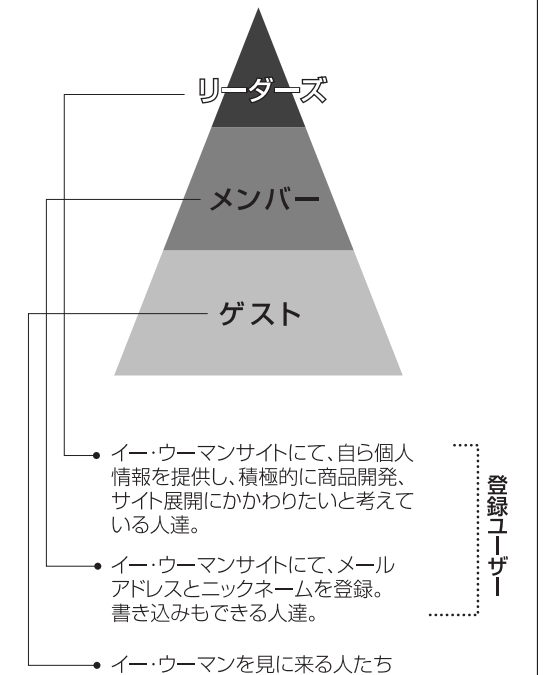 リーダーズ
メンバー
ゲスト
● イー・ウーマンサイトにて、自ら個人
情報を提供し、積極的に商品開発、
サイト展開にかかわりたいと考えて
いる人達。
● イー・ウーマンサイトにて、メール
アドレスとニックネームを登録。
書き込みもできる人達。
登録ユーザー
● イー・ウーマンを見に来る人たち